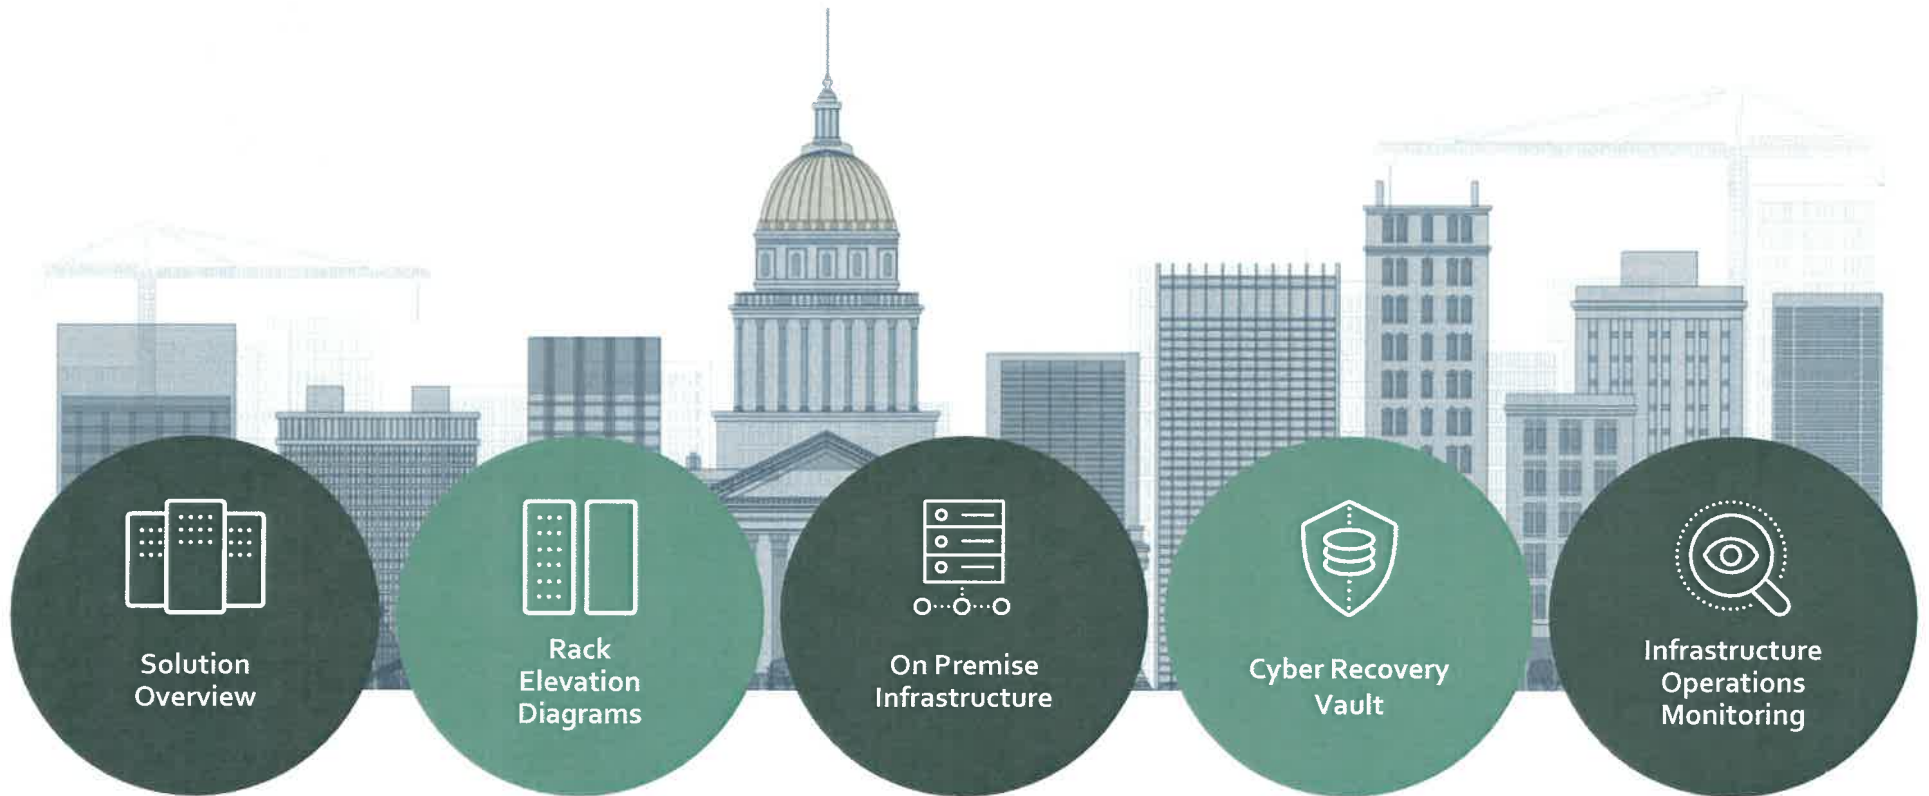 Solution
Overview
Rack
Elevation
Diagrams
On Premise
Infrastructure
Cyber Recovery
Vault
Infrastructure
Operations
Monitoring